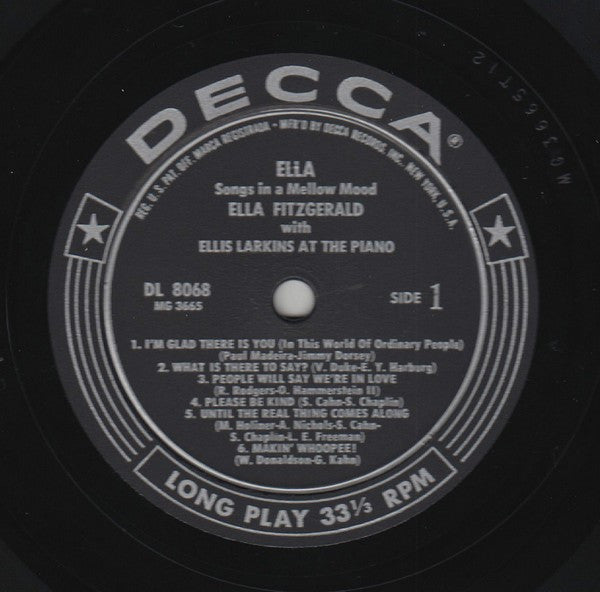 DECCA®
REG. U.S. PAT. OFF. MARCA REGISTRADA • MFR'D BY DECCA RECORDS, INC., NEW YORK, U.S.A.
ELLA
Songs in a Mellow Mood
ELLA FITZGERALD
with
ELLIS LARKINS AT THE PIANO
DL 8068
MG 3665
SIDE 1
1. I'M GLAD THERE IS YOU (In This World Of Ordinary People)
(Paul Madeira-Jimmy Dorsey)
2. WHAT IS THERE TO SAY? (V. Duke-E. Y. Harburg)
3. PEOPLE WILL SAY WE'RE IN LOVE
(R. Rodgers-O. Hammerstein II)
4. PLEASE BE KIND (S. Cahn-S. Chaplin)
5. UNTIL THE REAL THING COMES ALONG
(M. Holiner-A. Nichols-S. Cahn-
S. Chaplin-L. E. Freeman)
6. MAKIN' WHOOPEE!
(W. Donaldson-G. Kahn)
LONG PLAY 33⅓ RPM